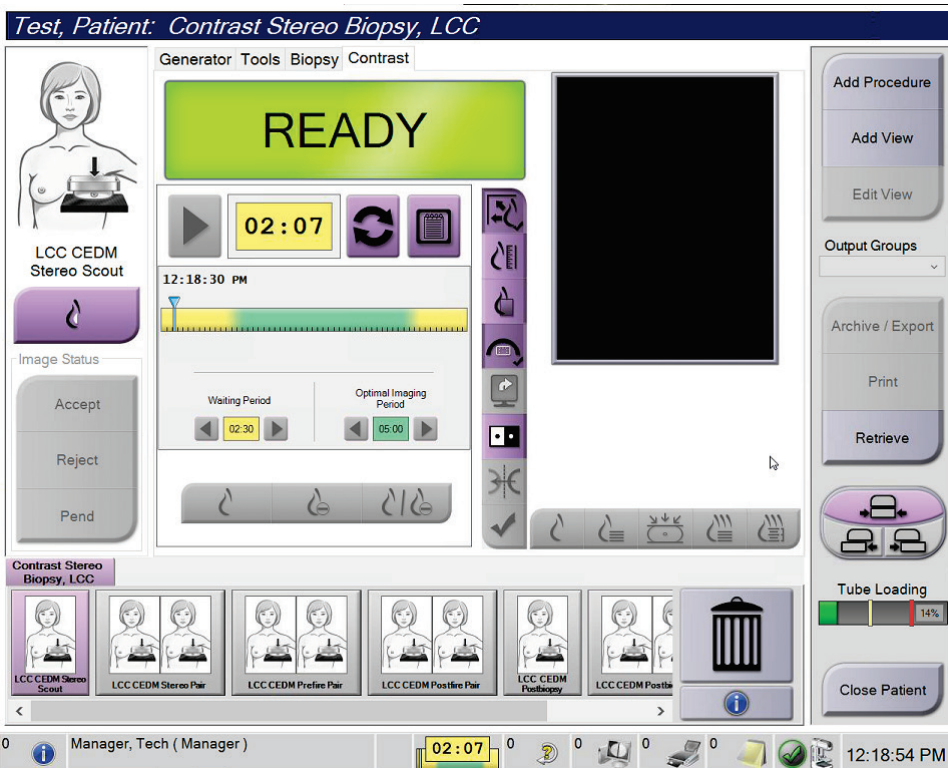 Test, Patient: Contrast Stereo Biopsy, LCC
Generator Tools Biopsy Contrast
READY
02:07
12:18:30 PM
Waiting Period
02:30
Optimal Imaging
Period
05:00
LCC CEDM
Stereo Scout
Image Status
Accept
Reject
Pend
Add Procedure
Add View
Edit View
Output Groups
Archive / Export
Print
Retrieve
Tube Loading
14%
Close Patient
Contrast Stereo
Biopsy, LCC
LCC CEDM Stereo
Scout
LCC CEDM Stereo Pair
LCC CEDM Prefire Pair
LCC CEDM Postfire Pair
LCC CEDM
Postbiopsy
LCC CEDM Postbi
0
Manager, Tech ( Manager )
02:07
0
0
0
0
12:18:54 PM